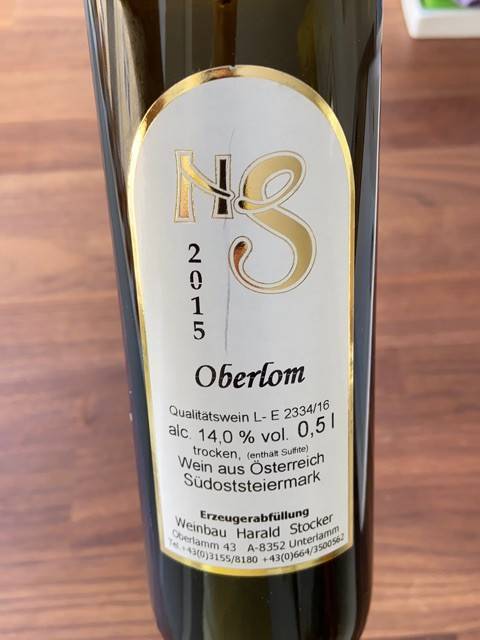 HS
2015
Oberlom
Qualitätswein L- E 2334/16
alc. 14,0 % vol. 0,5 l
trocken, (enthält Sulfite)
Wein aus Österreich
Südoststeiermark
Erzeugerabfüllung
Weinbau Harald Stocker
Oberlamm 43 A-8352 Unterlamm
Tel.+43(0)3155/8180 +43(0)664/3500562